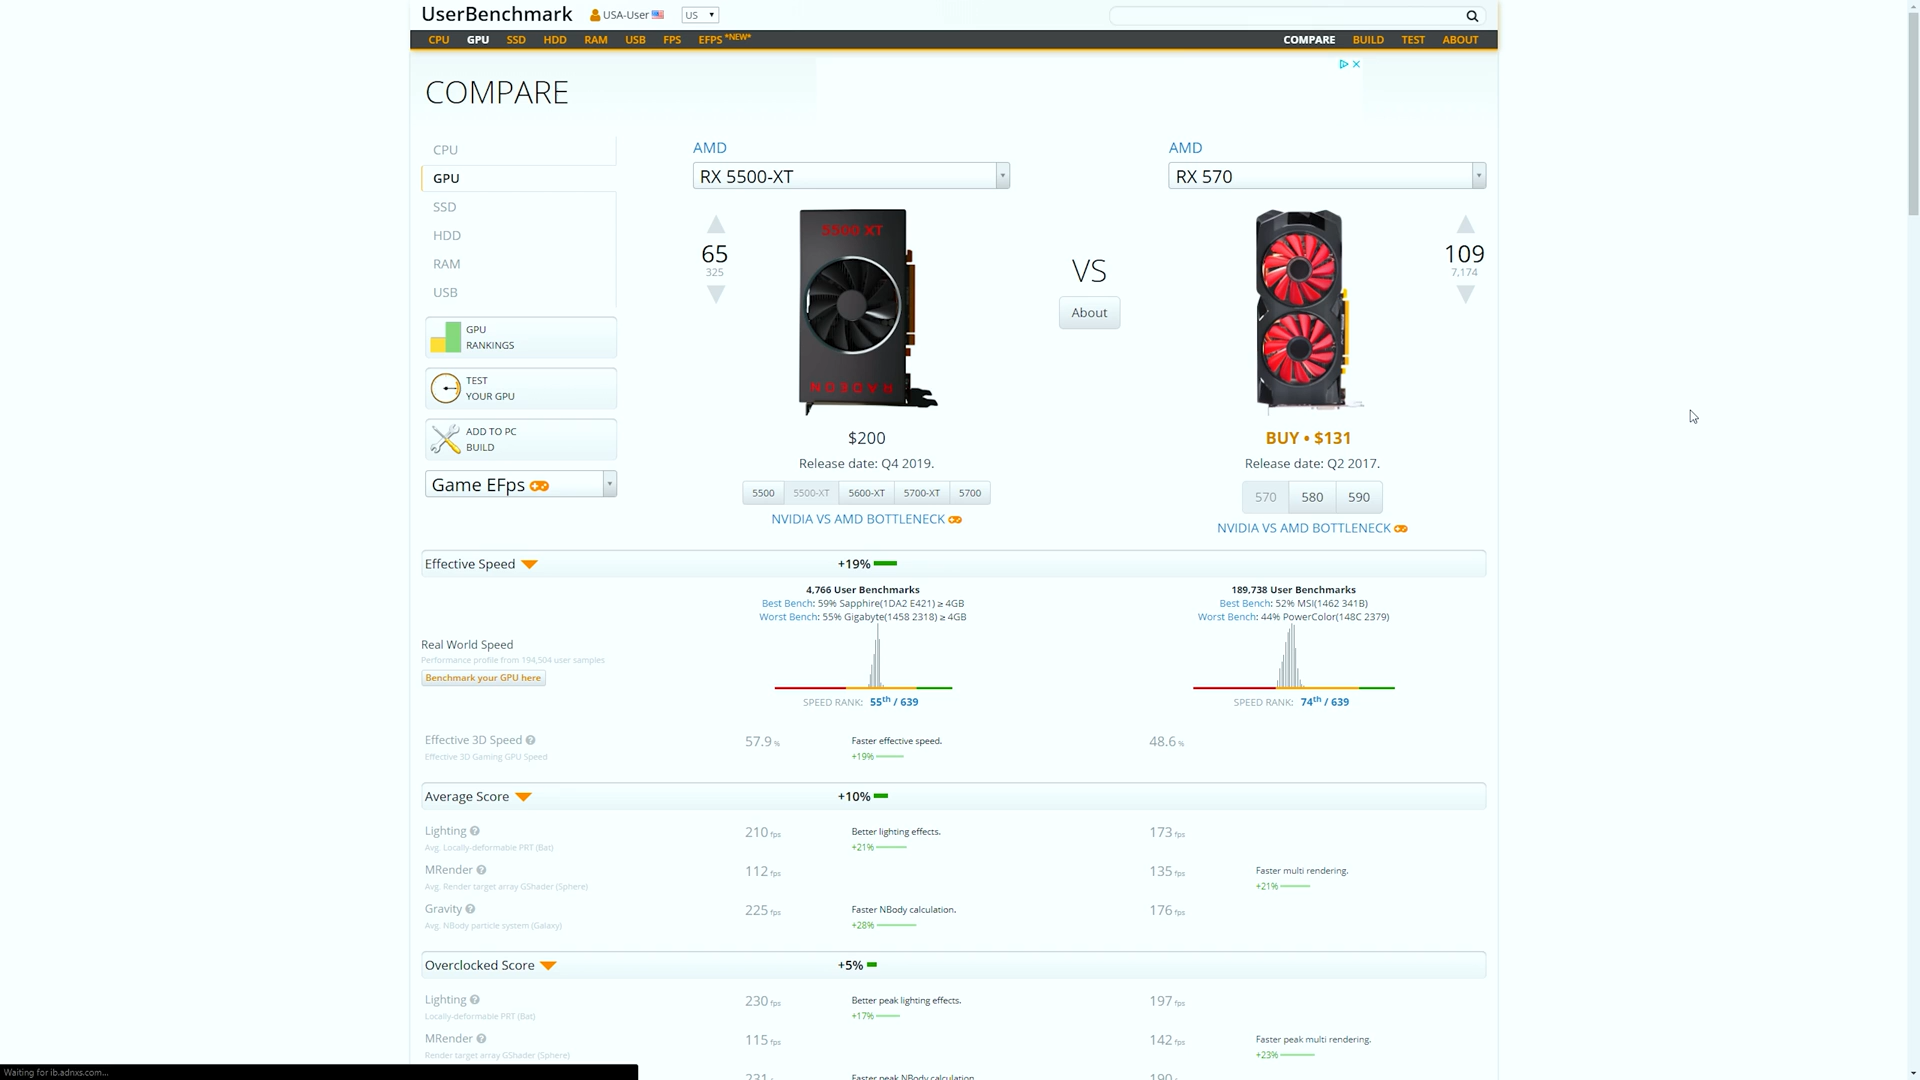 UserBenchmark
USA-User
US
CPU
GPU
SSD
HDD
RAM
USB
FPS
EFPS *NEW*
COMPARE
BUILD
TEST
ABOUT
COMPARE
CPU
GPU
SSD
HDD
RAM
USB
GPU
RANKINGS
TEST
YOUR GPU
ADD TO PC
BUILD
Game EFps
AMD
RX 5500-XT
65
325
5500 XT
RADEON
VS
About
AMD
RX 570
109
7,174
$200
Release date: Q4 2019.
5500 5500-XT 5600-XT 5700-XT 5700
NVIDIA VS AMD BOTTLENECK
BUY • $131
Release date: Q2 2017.
570 580 590
NVIDIA VS AMD BOTTLENECK
Effective Speed +19%
4,766 User Benchmarks
Best Bench: 59% Sapphire(1DA2 E421) ≥ 4GB
Worst Bench: 55% Gigabyte(1458 2318) ≥ 4GB
189,738 User Benchmarks
Best Bench: 52% MSI(1462 341B)
Worst Bench: 44% PowerColor(148C 2379)
Real World Speed
Performance profile from 194,504 user samples
Benchmark your GPU here
SPEED RANK: 55th / 639
SPEED RANK: 74th / 639
Effective 3D Speed ? 57.9 % Faster effective speed. 48.6 %
Effective 3D Gaming GPU Speed +19%
Average Score +10%
Lighting ? 210 fps Better lighting effects. 173 fps
Avg. Locally-deformable PRT (Bat) +21%
MRender ? 112 fps 135 fps Faster multi rendering.
Avg. Render target array GShader (Sphere) +21%
Gravity ? 225 fps Faster NBody calculation. 176 fps
Avg. NBody particle system (Galaxy) +28%
Overclocked Score +5%
Lighting ? 230 fps Better peak lighting effects. 197 fps
Locally-deformable PRT (Bat) +17%
MRender ? 115 fps 142 fps Faster peak multi rendering.
Render target array GShader (Sphere) +23%
231 Faster peak NBody calculation 190
Waiting for ib.adnxs.com...